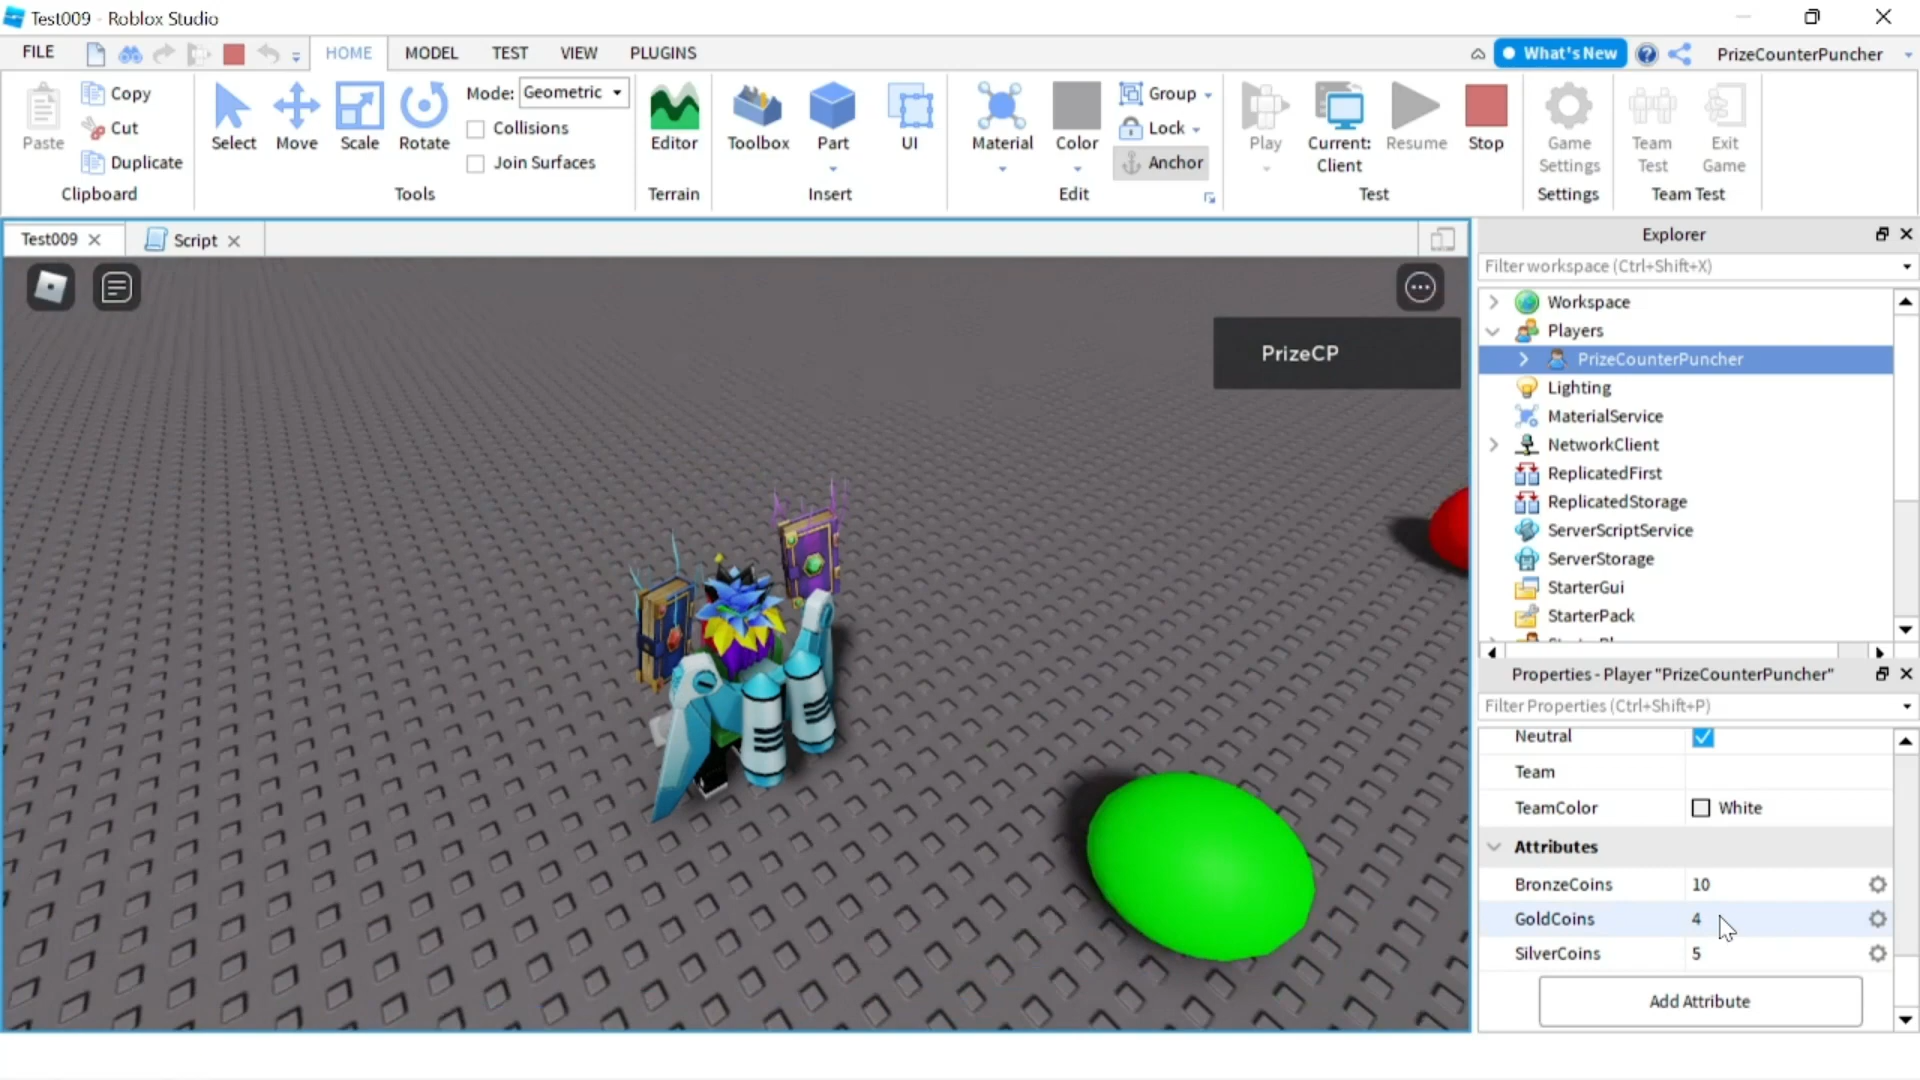 Test009 - Roblox Studio
FILE HOME MODEL TEST VIEW PLUGINS What's New PrizeCounterPuncher
Paste Copy Cut Duplicate Clipboard
Select Move Scale Rotate Mode: Geometric Collisions Join Surfaces Tools
Editor Terrain
Toolbox Part UI Insert
Material Color Group Lock Anchor Edit
Play Current: Client Resume Stop Test
Game Settings Settings
Team Test Exit Game Team Test
Test009 Script
PrizeCP
Explorer
Filter workspace (Ctrl+Shift+X)
Workspace
Players
PrizeCounterPuncher
Lighting
MaterialService
NetworkClient
ReplicatedFirst
ReplicatedStorage
ServerScriptService
ServerStorage
StarterGui
StarterPack
Properties - Player "PrizeCounterPuncher"
Filter Properties (Ctrl+Shift+P)
Neutral
Team
TeamColor White
Attributes
BronzeCoins 10
GoldCoins 4
SilverCoins 5
Add Attribute